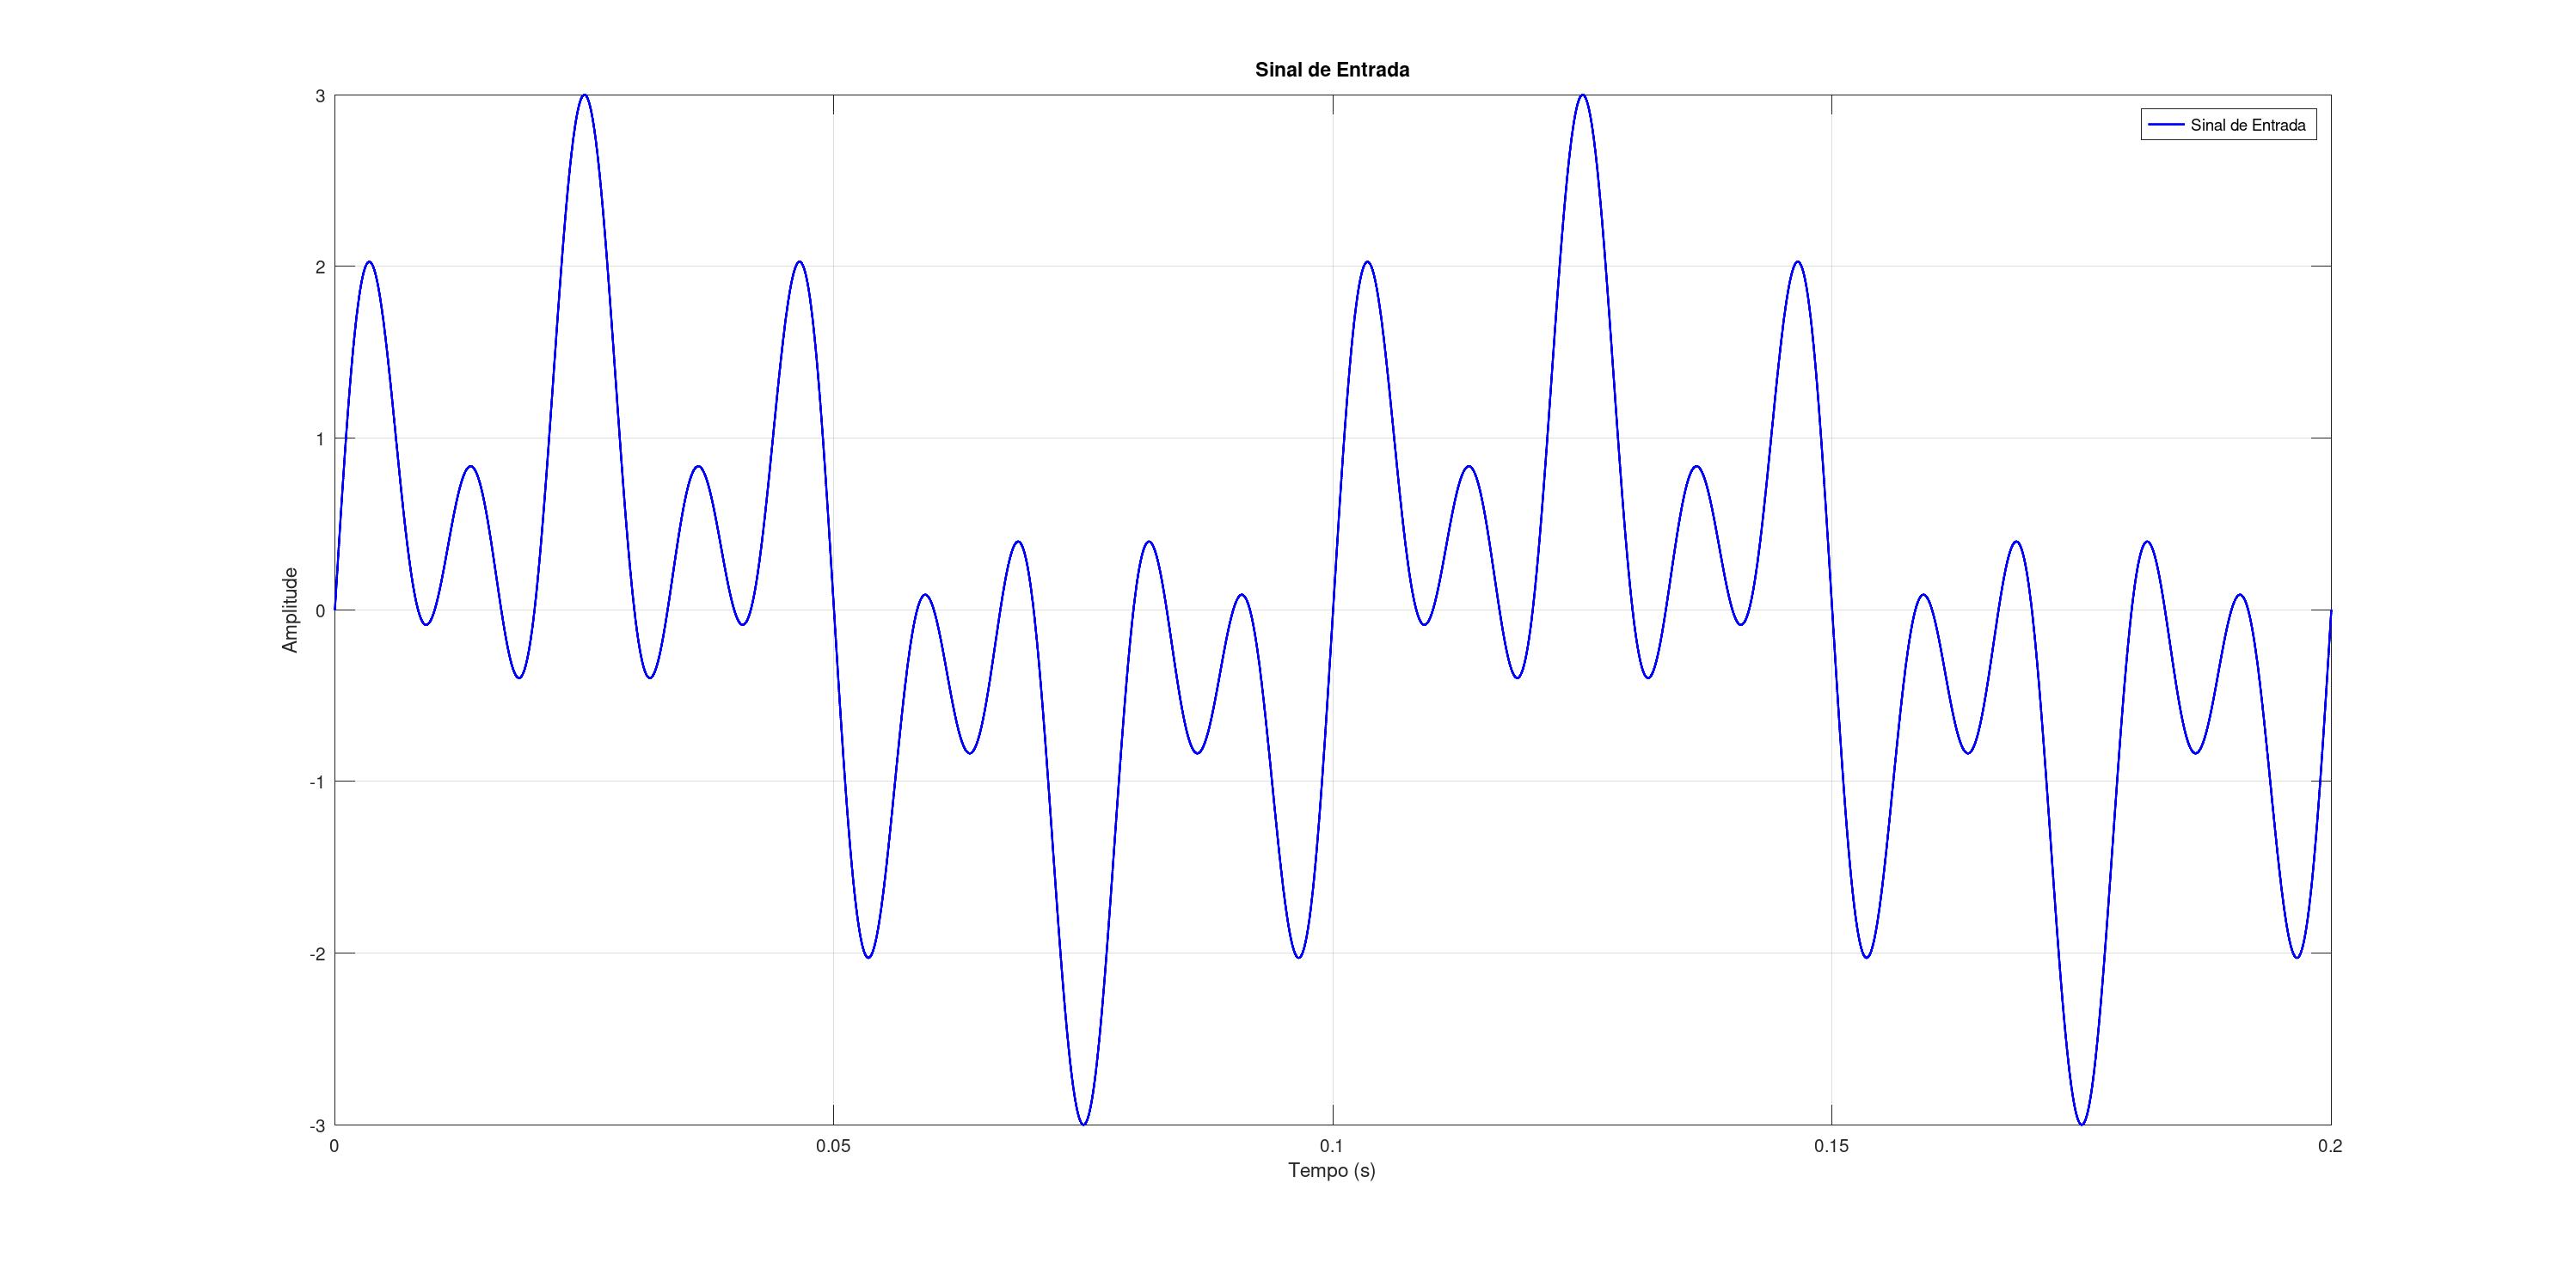 Sinal de Entrada
Sinal de Entrada
Amplitude
3
2
1
0
-1
-2
-3
0 0.05 0.1 0.15 0.2
Tempo (s)